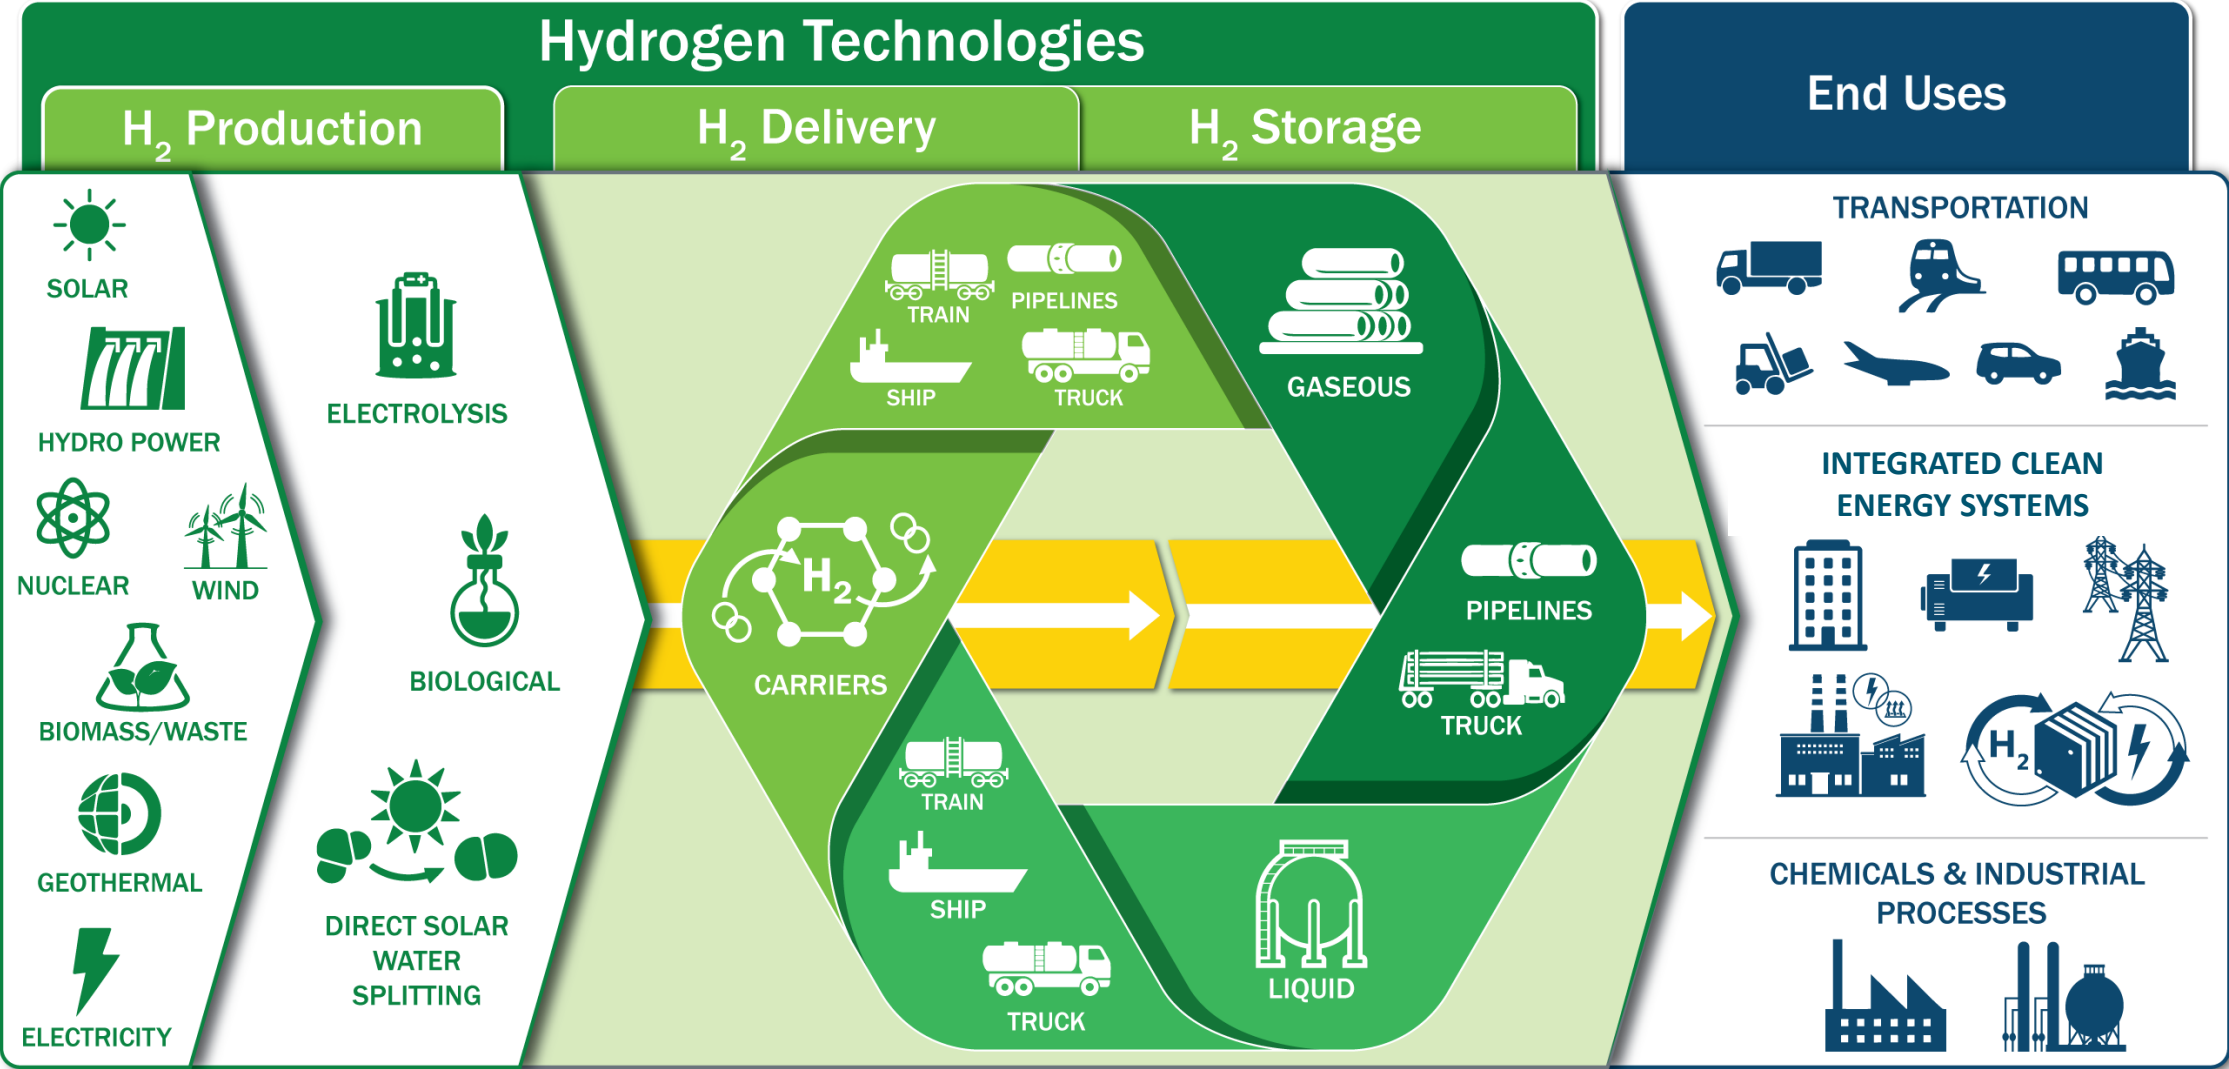 Hydrogen Technologies
H2 Production
H2 Delivery
H2 Storage
End Uses
SOLAR
HYDRO POWER
NUCLEAR
WIND
BIOMASS/WASTE
GEOTHERMAL
ELECTRICITY
ELECTROLYSIS
BIOLOGICAL
DIRECT SOLAR
WATER
SPLITTING
TRAIN
PIPELINES
SHIP
TRUCK
H2
CARRIERS
GASEOUS
PIPELINES
TRUCK
TRAIN
SHIP
TRUCK
LIQUID
TRANSPORTATION
INTEGRATED CLEAN
ENERGY SYSTEMS
H2
CHEMICALS & INDUSTRIAL
PROCESSES